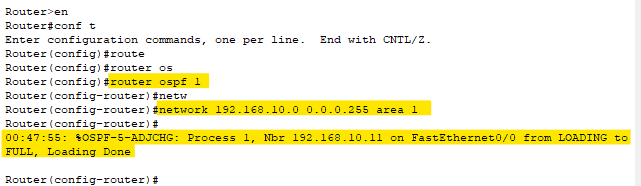 Router>en
Router#conf t
Enter configuration commands, one per line.  End with CNTL/Z.
Router(config)#route
Router(config)#router os
Router(config)#router ospf 1
Router(config-router)#netw
Router(config-router)#network 192.168.10.0 0.0.0.255 area 1
Router(config-router)#
00:47:55: %OSPF-5-ADJCHG: Process 1, Nbr 192.168.10.11 on FastEthernet0/0 from LOADING to
FULL, Loading Done
Router(config-router)#